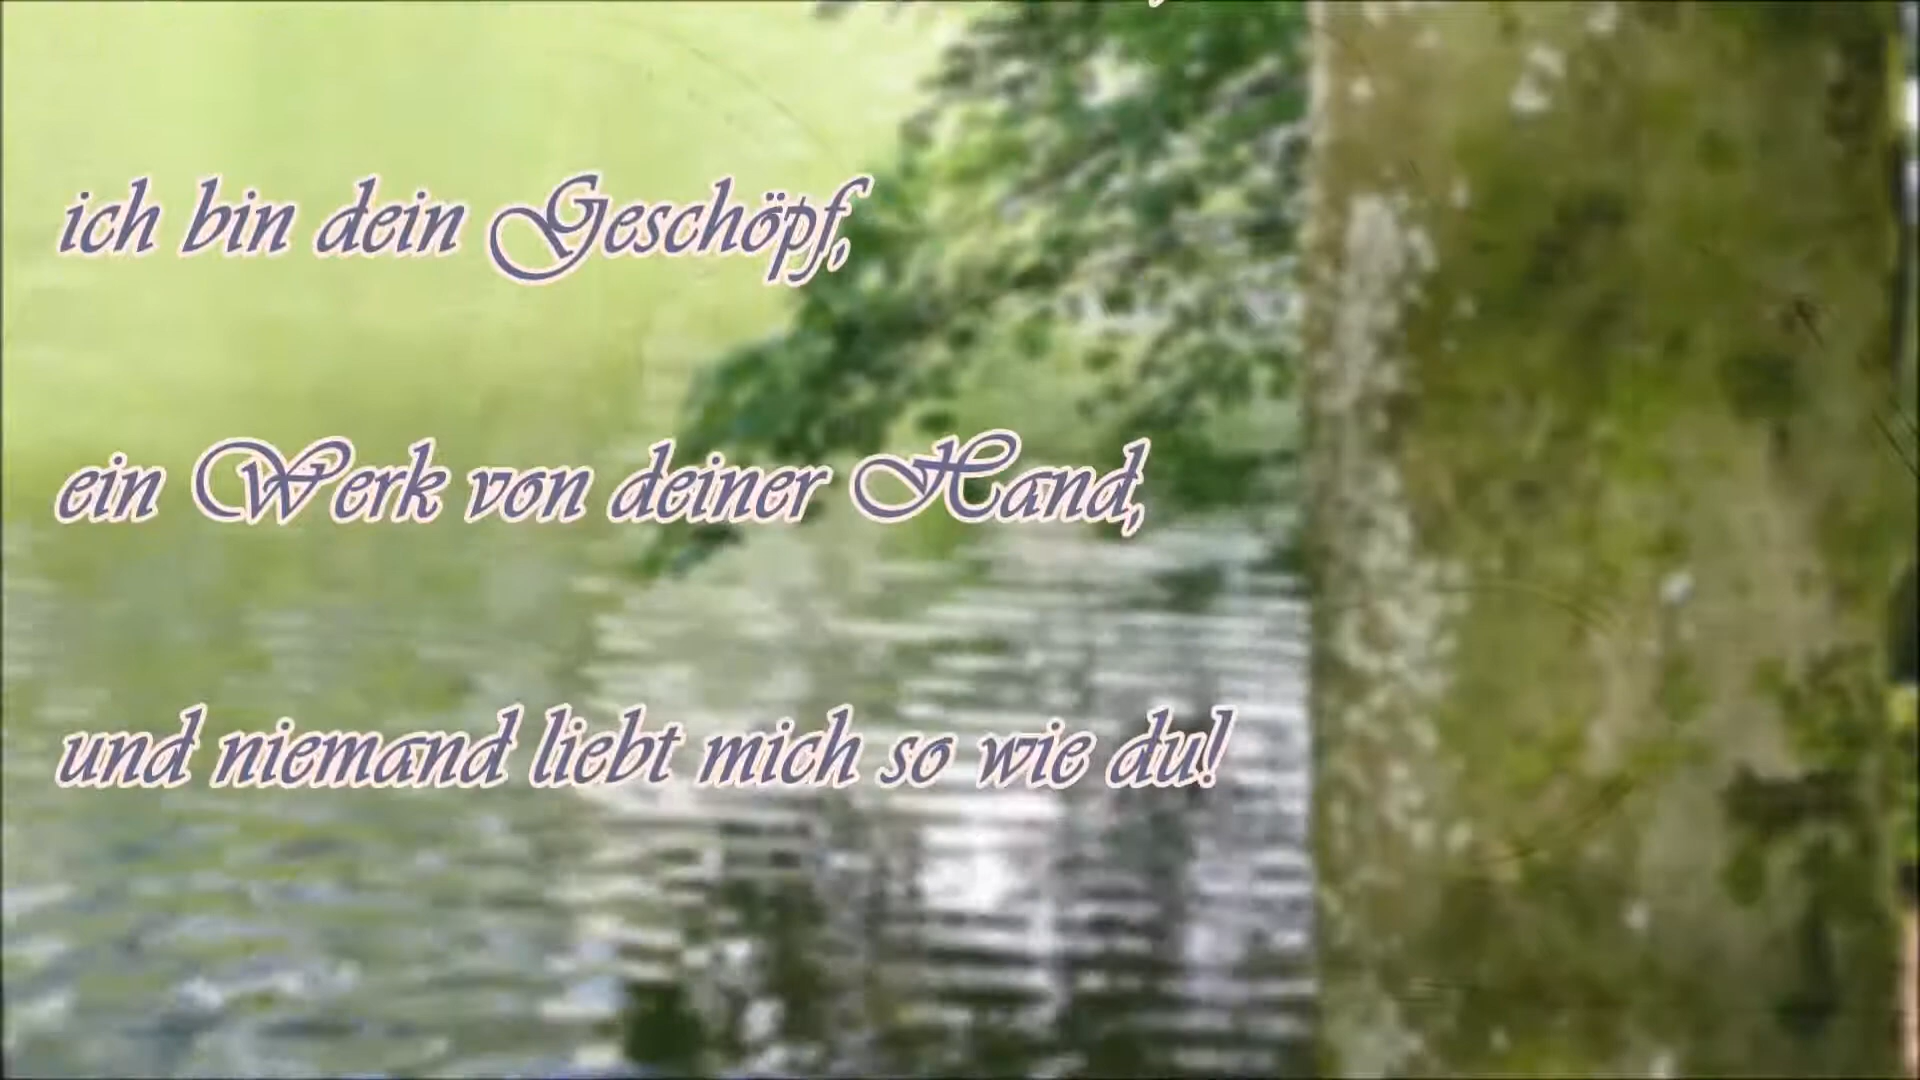 ich bin dein Geschöpf,
ein Werk von deiner Hand,
und niemand liebt mich so wie du!